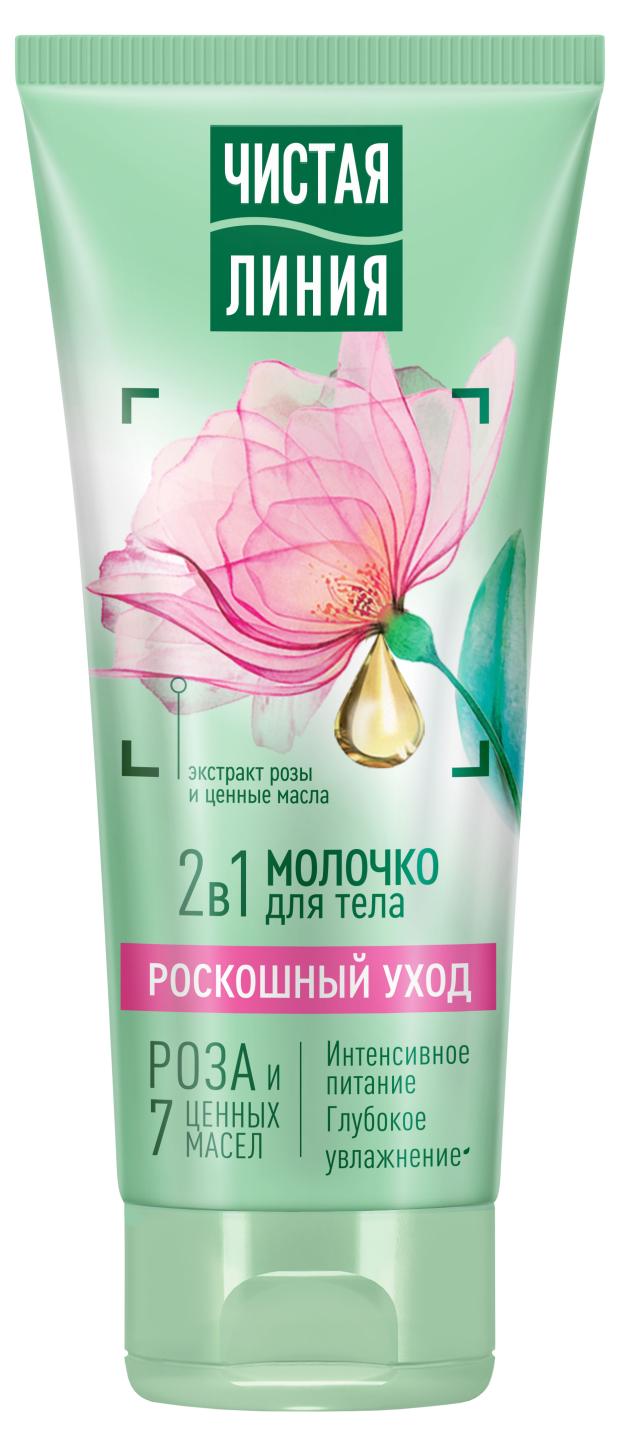 ЧИСТАЯ
ЛИНИЯ
экстракт розы
и ценные масла
2в1 МОЛОЧКО
для тела
РОСКОШНЫЙ УХОД
РОЗА и
7 ЦЕННЫХ
МАСЕЛ
Интенсивное
питание
Глубокое
увлажнение